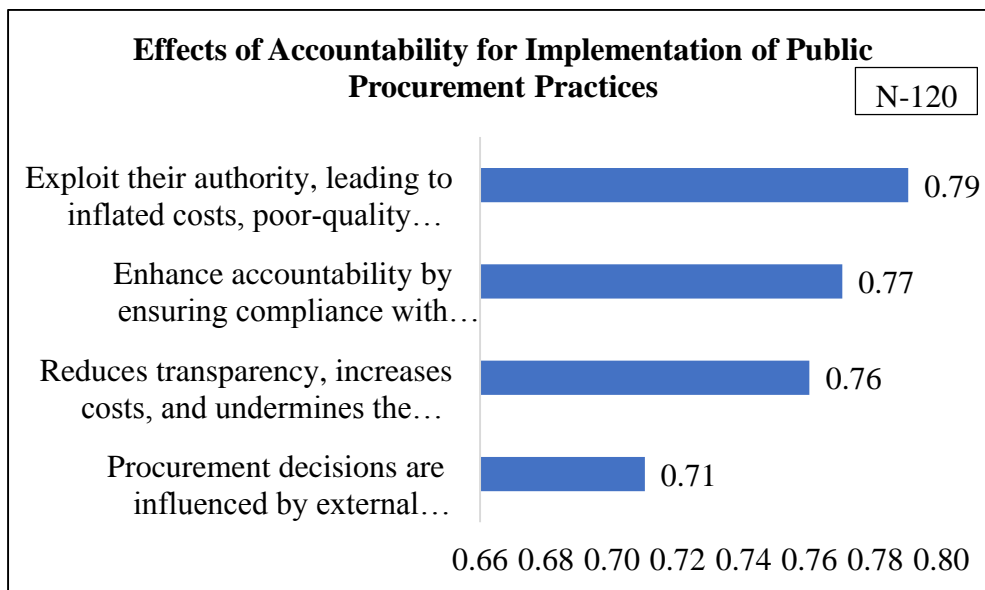 Effects of Accountability for Implementation of Public
Procurement Practices
N-120
Exploit their authority, leading to
inflated costs, poor-quality…
0.79
Enhance accountability by
ensuring compliance with…
0.77
Reduces transparency, increases
costs, and undermines the…
0.76
Procurement decisions are
influenced by external…
0.71
0.66 0.68 0.70 0.72 0.74 0.76 0.78 0.80